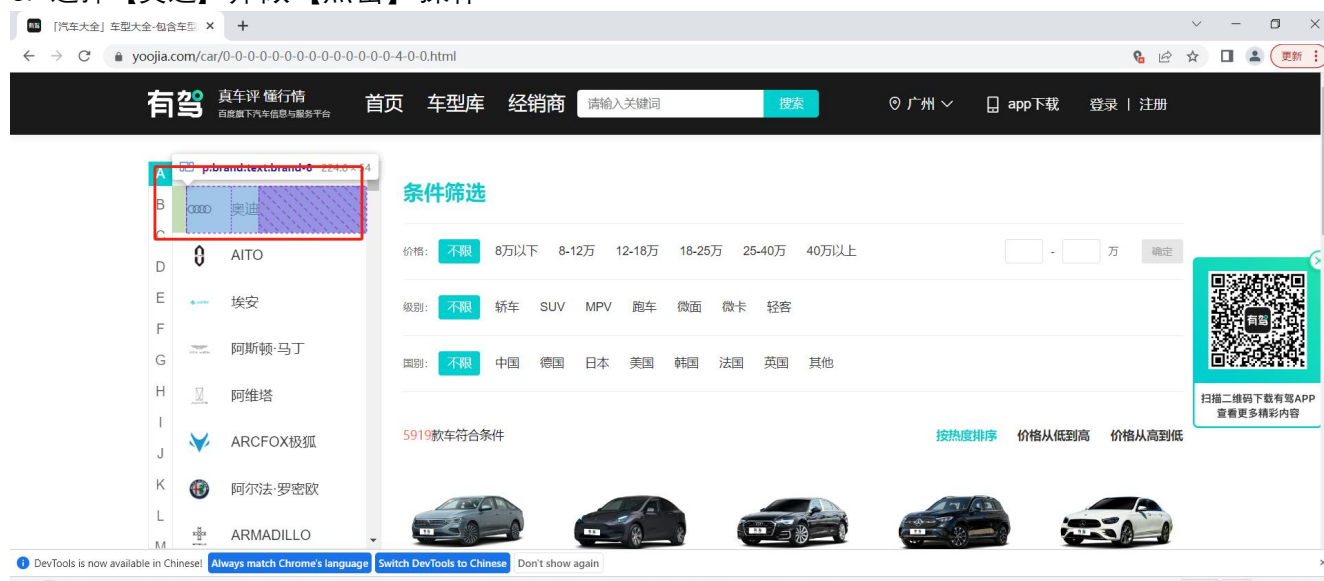 「汽车大全」车型大全-包含车型
yoojia.com/car/0-0-0-0-0-0-0-0-0-0-0-0-0-0-4-0-0.html
更新
有驾 真车评 懂行情
百度旗下汽车信息与服务平台
首页 车型库 经销商 请输入关键词 搜索 广州 app下载 登录 | 注册
A
B
D
E
F
G
H
I
J
K
L
M
p.brand.text.brand-8
奥迪
AITO
埃安
阿斯顿·马丁
阿维塔
ARCFOX极狐
阿尔法·罗密欧
ARMADILLO
条件筛选
价格: 不限 8万以下 8-12万 12-18万 18-25万 25-40万 40万以上 - 万 确定
级别: 不限 轿车 SUV MPV 跑车 微面 微卡 轻客
国别: 不限 中国 德国 日本 美国 韩国 法国 英国 其他
5919款车符合条件 按热度排序 价格从低到高 价格从高到低
有驾
扫描二维码下载有驾APP
查看更多精彩内容
DevTools is now available in Chinese! Always match Chrome's language Switch DevTools to Chinese Don't show again